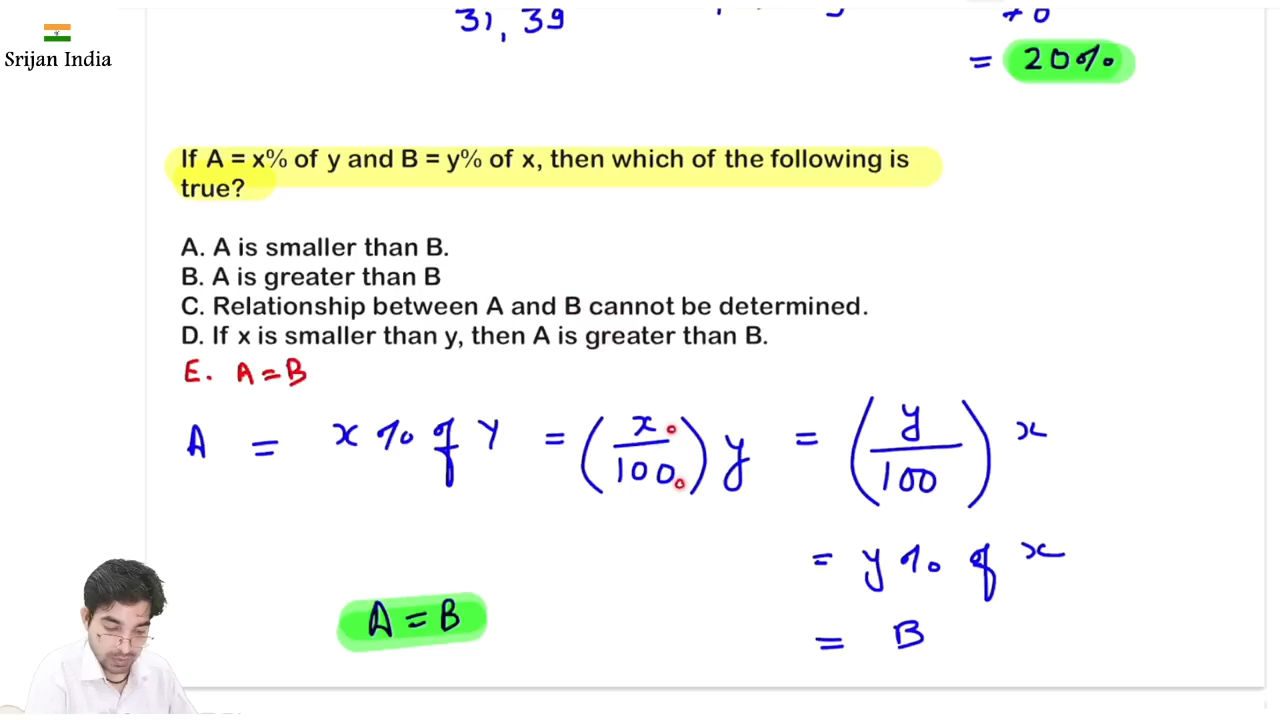 31, 39
= 20%
Srijan India
If A = x% of y and B = y% of x, then which of the following is
true?
A. A is smaller than B.
B. A is greater than B
C. Relationship between A and B cannot be determined.
D. If x is smaller than y, then A is greater than B.
E. A = B
A = x % of y = (x/100) y = (y/100) x
= y % of x
A = B
= B